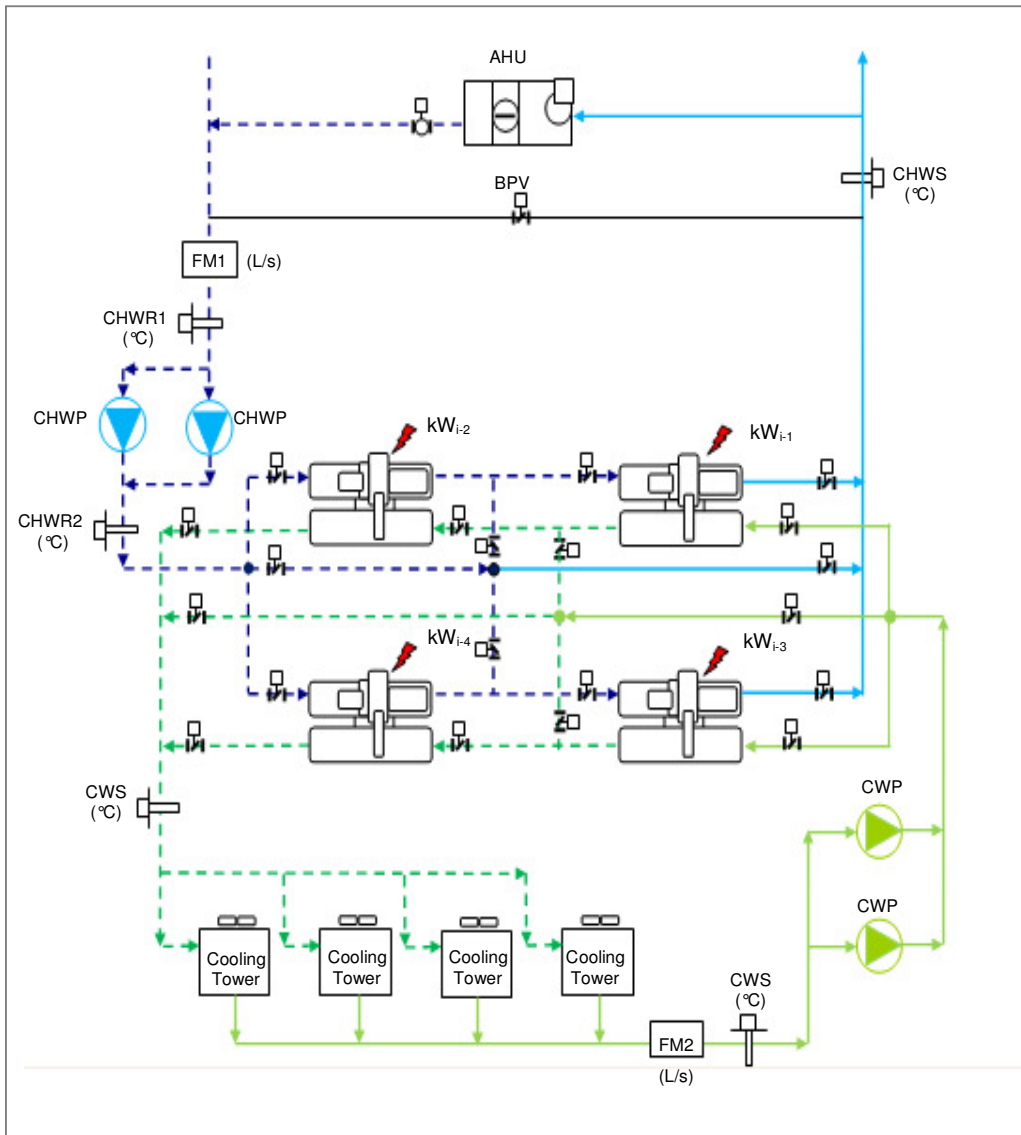 AHU
BPV
CHWS
(°C)
FM1 (L/s)
CHWR1
(°C)
CHWP
CHWP
kWi-2
kWi-1
CHWR2
(°C)
kWi-4
kWi-3
CWS
(°C)
CWP
CWP
Cooling
Tower
Cooling
Tower
Cooling
Tower
Cooling
Tower
CWS
(°C)
FM2
(L/s)